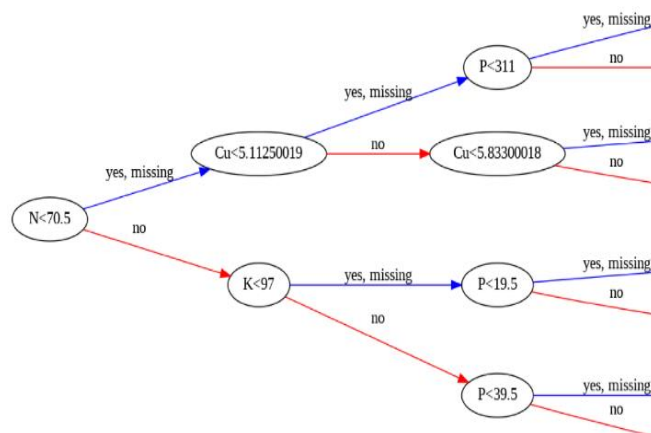 yes, missing
P<311
no
yes, missing
yes, missing
Cu<5.11250019
no
Cu<5.83300018
no
yes, missing
N<70.5
no
yes, missing
K<97
yes, missing
P<19.5
no
no
yes, missing
P<39.5
no